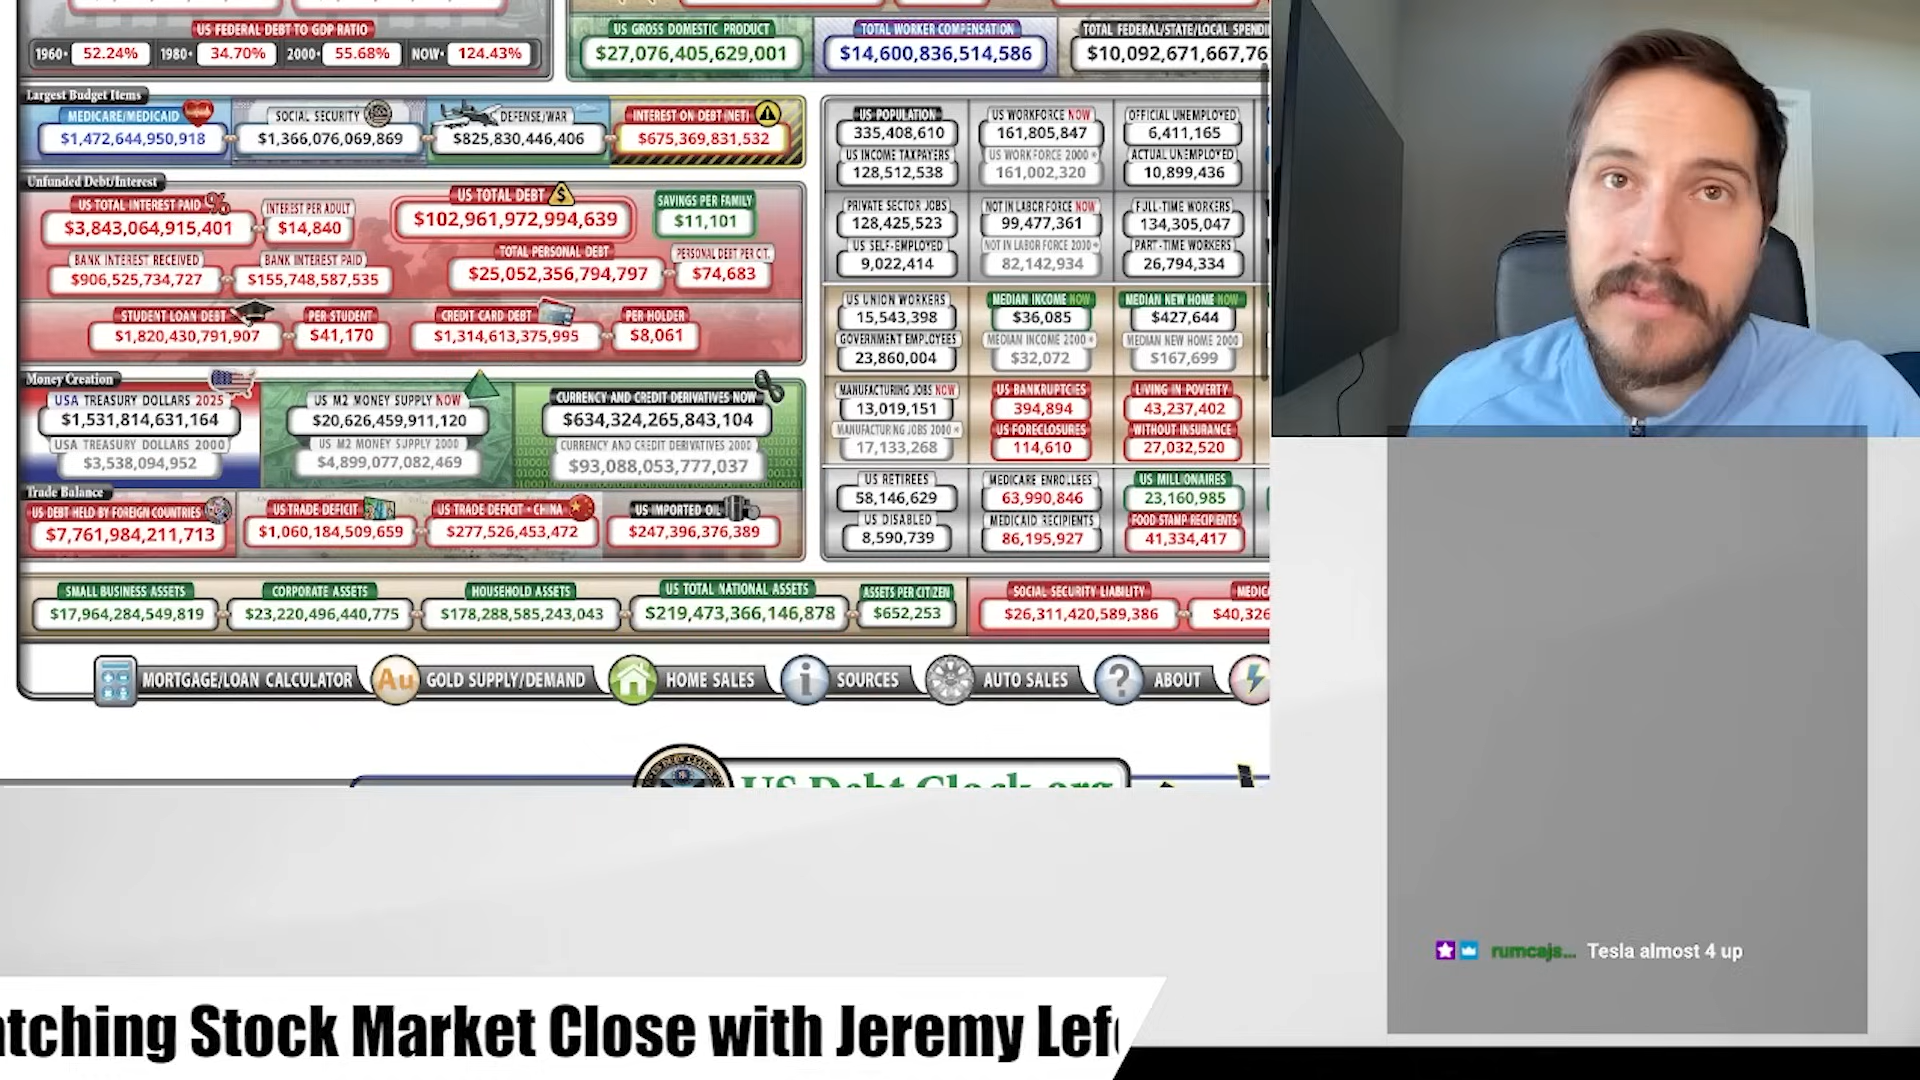 US FEDERAL DEBT TO GDP RATIO
1960• 52.24% 1980• 34.70% 2000• 55.68% NOW• 124.43%
US GROSS DOMESTIC PRODUCT TOTAL WORKER COMPENSATION TOTAL FEDERAL/STATE/LOCAL SPENDI
$27,076,405,629,001 $14,600,836,514,586 $10,092,671,667,76
Largest Budget Items
MEDICARE/MEDICAID SOCIAL SECURITY DEFENSE/WAR INTEREST ON DEBT (NET)
$1,472,644,950,918 $1,366,076,069,869 $825,830,446,406 $675,369,831,532
Unfunded Debt/Interest
US TOTAL INTEREST PAID INTEREST PER ADULT US TOTAL DEBT SAVINGS PER FAMILY
$3,843,064,915,401 $14,840 $102,961,972,994,639 $11,101
BANK INTEREST RECEIVED BANK INTEREST PAID TOTAL PERSONAL DEBT PERSONAL DEBT PER CIT.
$906,525,734,727 $155,748,587,535 $25,052,356,794,797 $74,683
STUDENT LOAN DEBT PER STUDENT CREDIT CARD DEBT PER HOLDER
$1,820,430,791,907 $41,170 $1,314,613,375,995 $8,061
Money Creation
USA TREASURY DOLLARS 2025 US M2 MONEY SUPPLY NOW CURRENCY AND CREDIT DERIVATIVES NOW
$1,531,814,631,164 $20,626,459,911,120 $634,324,265,843,104
USA TREASURY DOLLARS 2000 US M2 MONEY SUPPLY 2000 CURRENCY AND CREDIT DERIVATIVES 2000
$3,538,094,952 $4,899,077,082,469 $93,088,053,777,037
Trade Balance
US DEBT HELD BY FOREIGN COUNTRIES US TRADE DEFICIT US TRADE DEFICIT • CHINA US IMPORTED OIL
$7,761,984,211,713 $1,060,184,509,659 $277,526,453,472 $247,396,376,389
US POPULATION US WORKFORCE NOW OFFICIAL UNEMPLOYED
335,408,610 161,805,847 6,411,165
US INCOME TAXPAYERS US WORKFORCE 2000 ACTUAL UNEMPLOYED
128,512,538 161,002,320 10,899,436
PRIVATE SECTOR JOBS NOT IN LABOR FORCE NOW FULL-TIME WORKERS
128,425,523 99,477,361 134,305,047
US SELF-EMPLOYED NOT IN LABOR FORCE 2000 PART-TIME WORKERS
9,022,414 82,142,934 26,794,334
US UNION WORKERS MEDIAN INCOME NOW MEDIAN NEW HOME NOW
15,543,398 $36,085 $427,644
GOVERNMENT EMPLOYEES MEDIAN INCOME 2000 MEDIAN NEW HOME 2000
23,860,004 $32,072 $167,699
MANUFACTURING JOBS NOW US BANKRUPTCIES LIVING IN POVERTY
13,019,151 394,894 43,237,402
MANUFACTURING JOBS 2000 US FORECLOSURES WITHOUT INSURANCE
17,133,268 114,610 27,032,520
US RETIREES MEDICARE ENROLLEES US MILLIONAIRES
58,146,629 63,990,846 23,160,985
US DISABLED MEDICAID RECIPIENTS FOOD STAMP RECIPIENTS
8,590,739 86,195,927 41,334,417
SMALL BUSINESS ASSETS CORPORATE ASSETS HOUSEHOLD ASSETS US TOTAL NATIONAL ASSETS ASSETS PER CITIZEN SOCIAL SECURITY LIABILITY MEDIC
$17,964,284,549,819 $23,220,496,440,775 $178,288,585,243,043 $219,473,366,146,878 $652,253 $26,311,420,589,386 $40,326
MORTGAGE/LOAN CALCULATOR Au GOLD SUPPLY/DEMAND HOME SALES i SOURCES AUTO SALES ? ABOUT
US Debt Clock.org
rumcajs... Tesla almost 4 up
atching Stock Market Close with Jeremy Lef